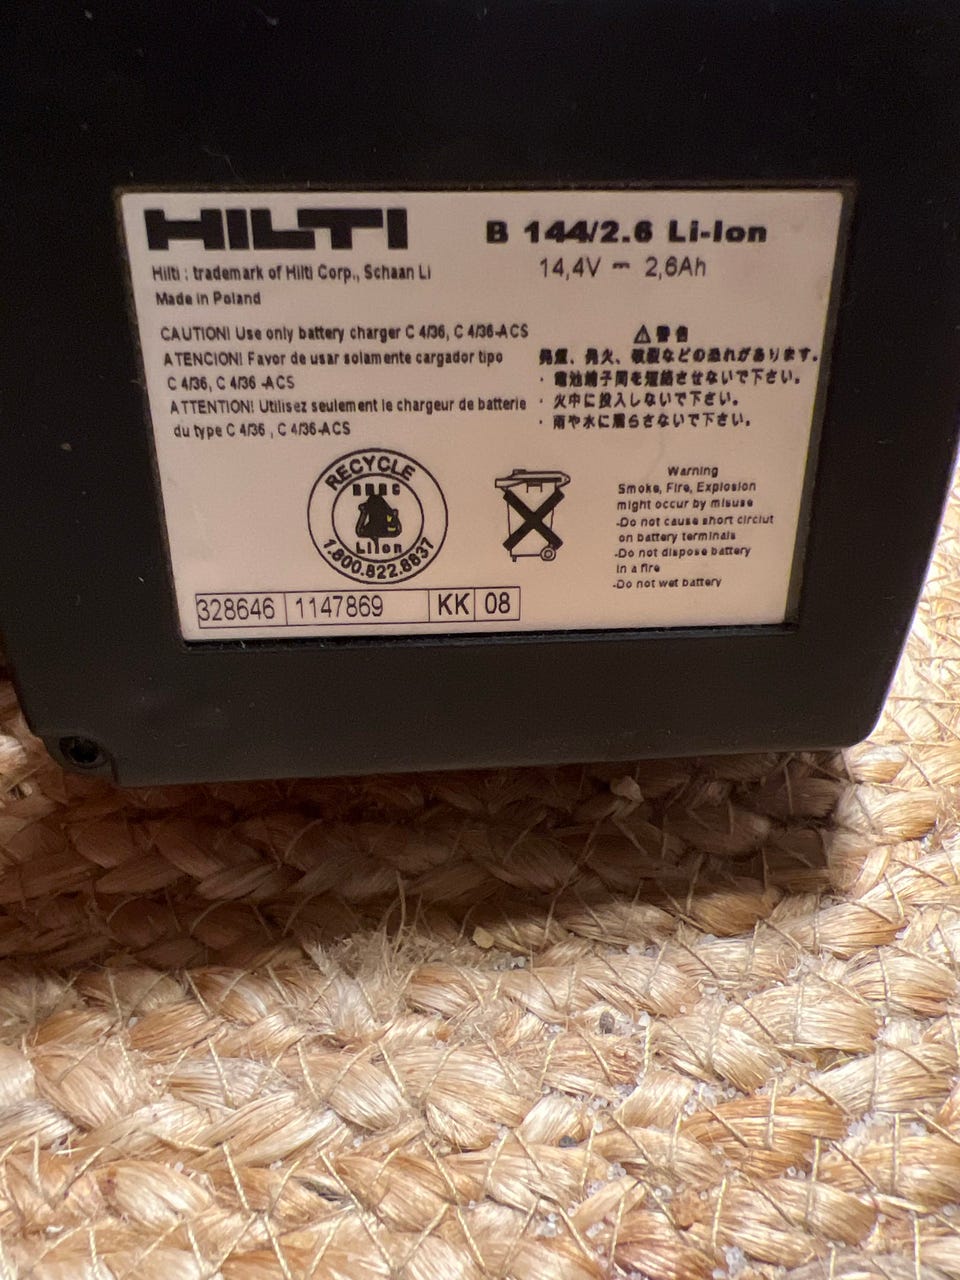 HILTI
B 144/2.6 Li-Ion
14,4V ⎓ 2,6Ah
Hilti : trademark of Hilti Corp., Schaan Li
Made in Poland
CAUTION! Use only battery charger C 4/36, C 4/36-ACS
ATENCION! Favor de usar solamente cargador tipo
C 4/36, C 4/36 -ACS
ATTENTION! Utilisez seulement le chargeur de batterie
du type C 4/36 , C 4/36-ACS
⚠警告
発煙、発火、破裂などの恐れがあります。
・電池端子間を短絡させないで下さい。
・火中に投入しないで下さい。
・雨や水に濡らさないで下さい。
RECYCLE
RBRC
Li Ion
1.800.822.8837
Warning
Smoke, Fire, Explosion
might occur by misuse
-Do not cause short circiut
on battery terminals
-Do not dispose battery
in a fire
-Do not wet battery
328646 1147869 KK 08